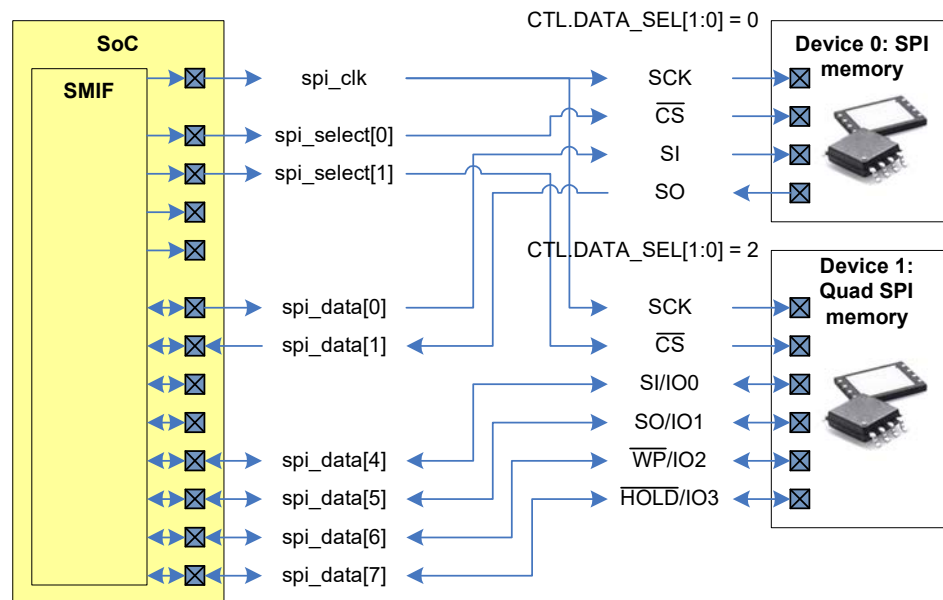 SoC
SMIF
CTL.DATA_SEL[1:0] = 0
Device 0: SPI
memory
spi_clk
SCK
spi_select[0]
CS
spi_select[1]
SI
SO
CTL.DATA_SEL[1:0] = 2
Device 1:
Quad SPI
memory
spi_data[0]
SCK
spi_data[1]
CS
SI/IO0
SO/IO1
spi_data[4]
WP/IO2
spi_data[5]
HOLD/IO3
spi_data[6]
spi_data[7]